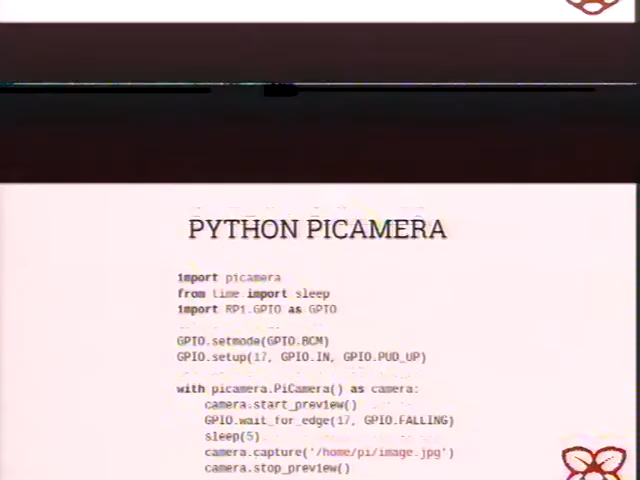 PYTHON PICAMERA
import picamera
from time import sleep
import RPi.GPIO as GPIO
GPIO.setmode(GPIO.BCM)
GPIO.setup(17, GPIO.IN, GPIO.PUD_UP)
with picamera.PiCamera() as camera:
camera.start_preview()
GPIO.wait_for_edge(17, GPIO.FALLING)
sleep(5)
camera.capture('/home/pi/image.jpg')
camera.stop_preview()